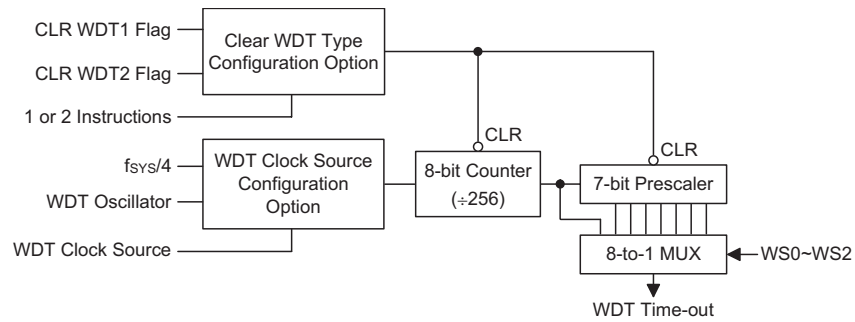 CLR WDT1 Flag
CLR WDT2 Flag
1 or 2 Instructions
Clear WDT Type
Configuration Option
fSYS/4
WDT Oscillator
WDT Clock Source
WDT Clock Source
Configuration
Option
CLR
8-bit Counter
(÷256)
CLR
7-bit Prescaler
8-to-1 MUX
WS0~WS2
WDT Time-out